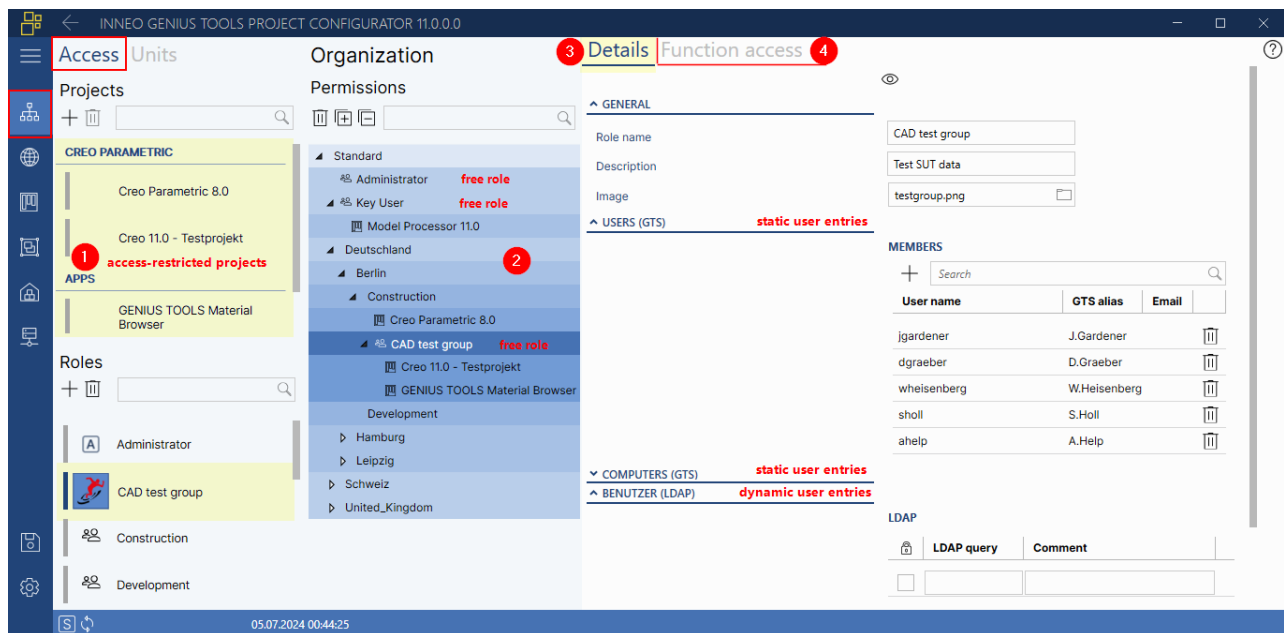 INNEO GENIUS TOOLS PROJECT CONFIGURATOR 11.0.0.0
Access Units
Projects
CREO PARAMETRIC
Creo Parametric 8.0
Creo 11.0 - Testprojekt
1
access-restricted projects
APPS
GENIUS TOOLS Material
Browser
Roles
A Administrator
CAD test group
Construction
Development
Organization
Permissions
Standard
Administrator free role
Key User free role
Model Processor 11.0
Deutschland
2
Berlin
Construction
Creo Parametric 8.0
CAD test group free role
Creo 11.0 - Testprojekt
GENIUS TOOLS Material Browser
Development
Hamburg
Leipzig
Schweiz
United_Kingdom
3 Details Function access 4
?
GENERAL
Role name CAD test group
Description Test SUT data
Image testgroup.png
USERS (GTS) static user entries
MEMBERS
Search
User name GTS alias Email
jgardener J.Gardener
dgraeber D.Graeber
wheisenberg W.Heisenberg
sholl S.Holl
ahelp A.Help
COMPUTERS (GTS) static user entries
BENUTZER (LDAP) dynamic user entries
LDAP
LDAP query Comment
S 05.07.2024 00:44:25